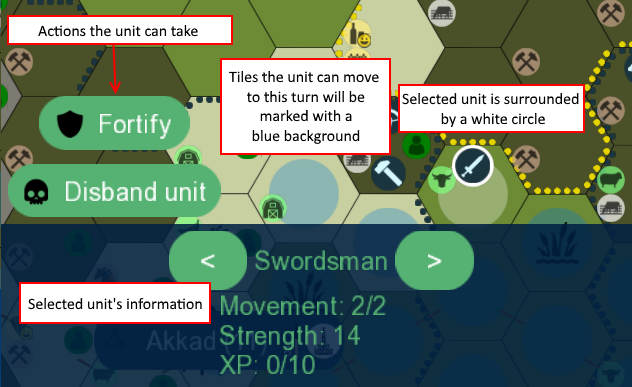 Actions the unit can take
Tiles the unit can move
to this turn will be
marked with a
blue background
Selected unit is surrounded
by a white circle
Fortify
Disband unit
< Swordsman >
Selected unit's information
Movement: 2/2
Strength: 14
XP: 0/10
Akkad